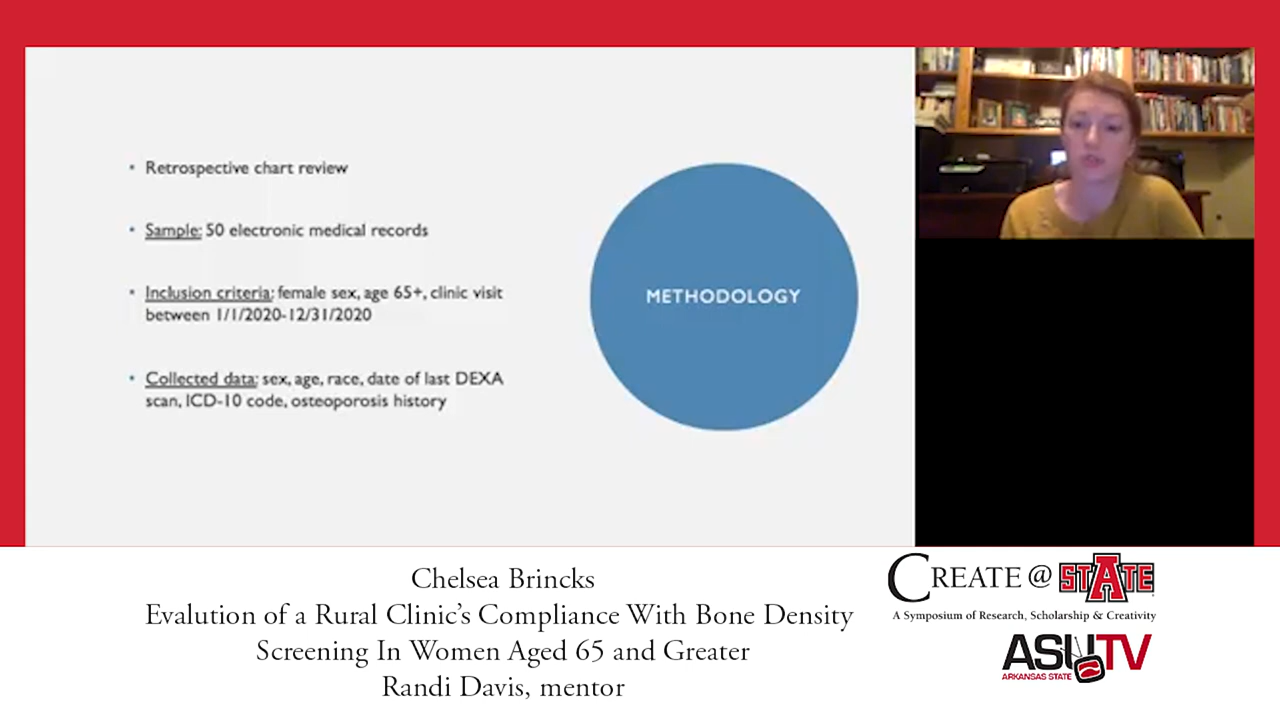 • Retrospective chart review
• Sample: 50 electronic medical records
• Inclusion criteria: female sex, age 65+, clinic visit
between 1/1/2020-12/31/2020
• Collected data: sex, age, race, date of last DEXA
scan, ICD-10 code, osteoporosis history
METHODOLOGY
Chelsea Brincks
Evalution of a Rural Clinic's Compliance With Bone Density
Screening In Women Aged 65 and Greater
Randi Davis, mentor
CREATE @ STATE
A Symposium of Research, Scholarship & Creativity
ASUTV
ARKANSAS STATE